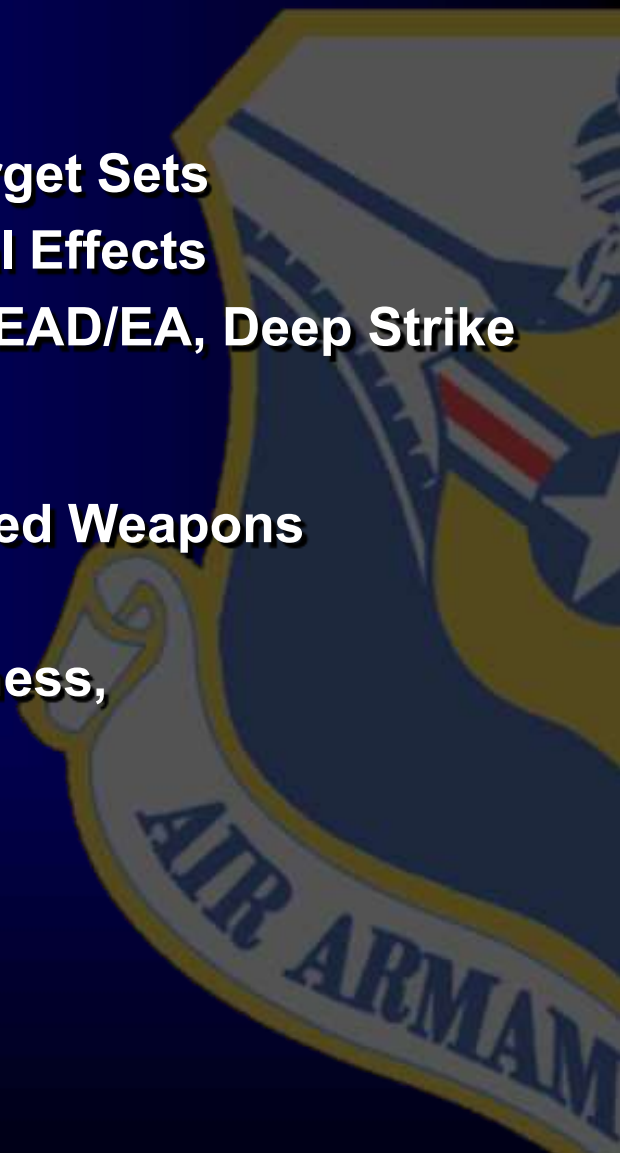 rget Sets
l Effects
EAD/EA, Deep Strike
ed Weapons
ess,
AIR ARMAM